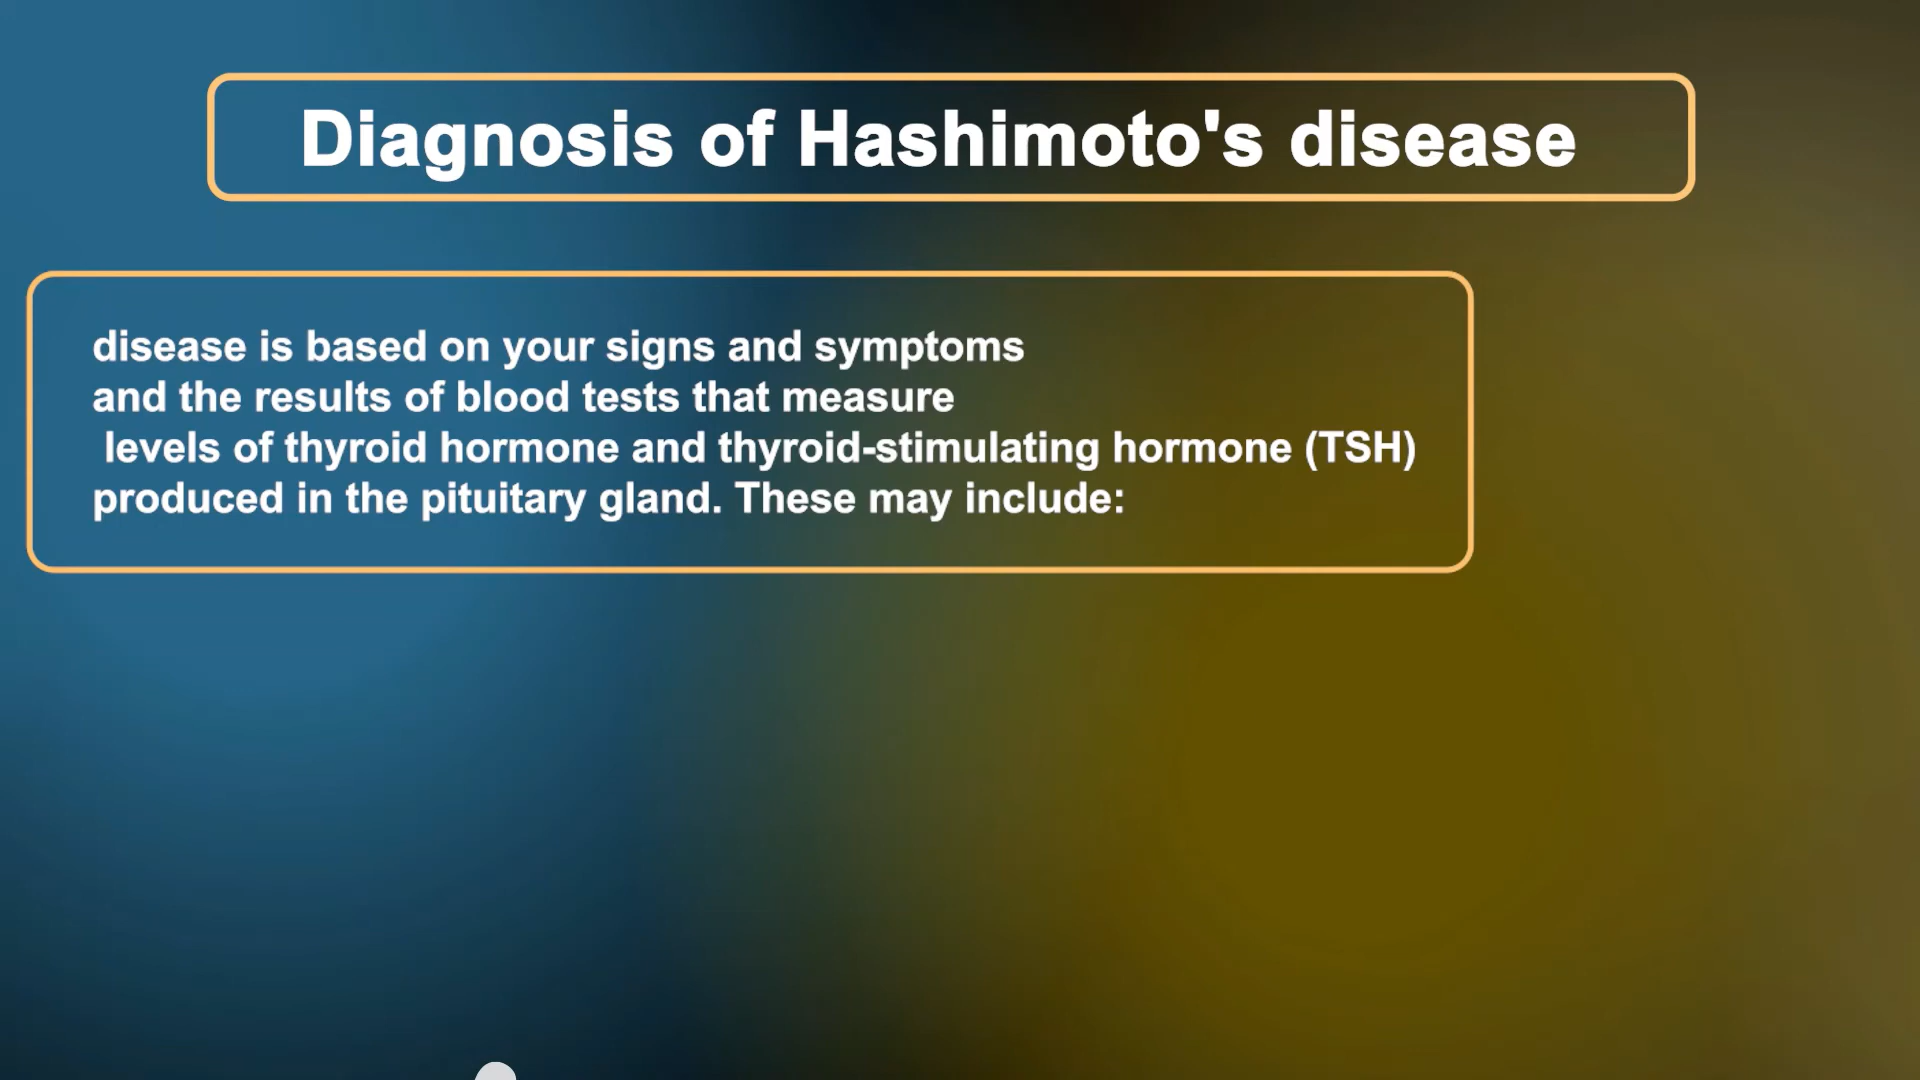 Diagnosis of Hashimoto's disease
disease is based on your signs and symptoms
and the results of blood tests that measure
levels of thyroid hormone and thyroid-stimulating hormone (TSH)
produced in the pituitary gland. These may include: